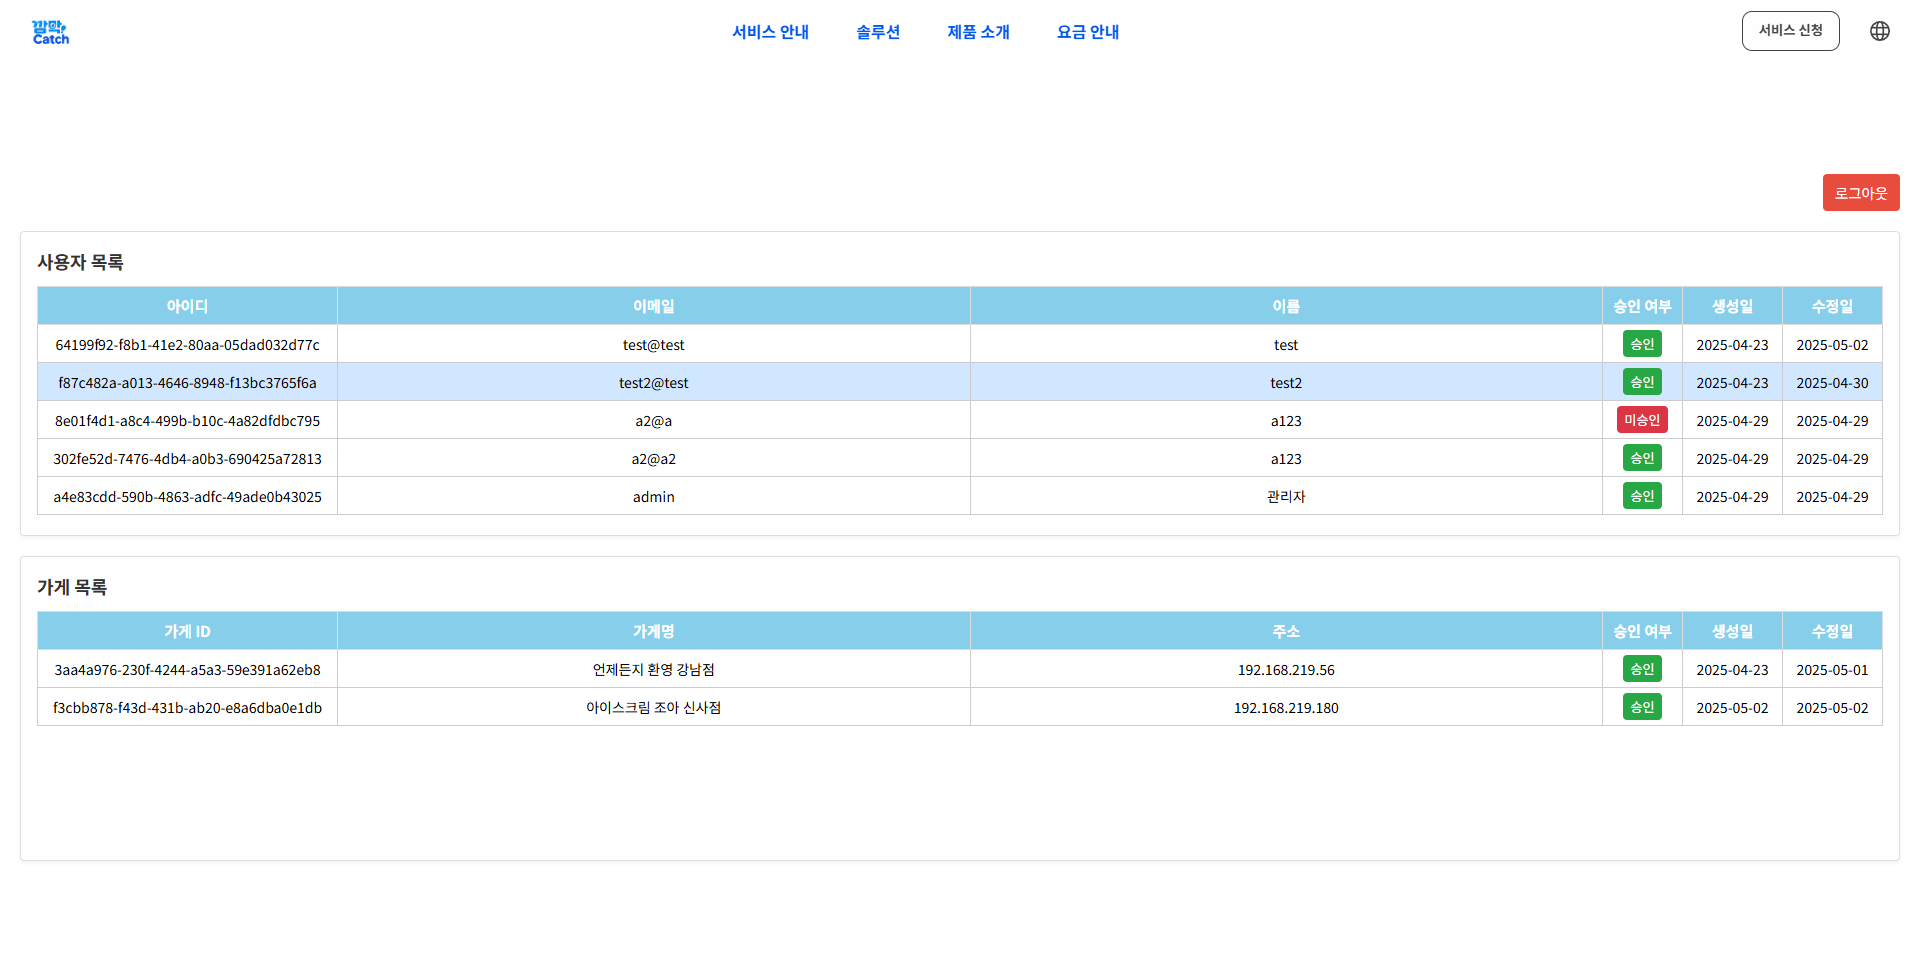 깜빡
Catch
서비스 안내 솔루션 제품 소개 요금 안내 서비스 신청
로그아웃
사용자 목록
아이디 이메일 이름 승인 여부 생성일 수정일
64199f92-f8b1-41e2-80aa-05dad032d77c test@test test 승인 2025-04-23 2025-05-02
f87c482a-a013-4646-8948-f13bc3765f6a test2@test test2 승인 2025-04-23 2025-04-30
8e01f4d1-a8c4-499b-b10c-4a82dfdbc795 a2@a a123 미승인 2025-04-29 2025-04-29
302fe52d-7476-4db4-a0b3-690425a72813 a2@a2 a123 승인 2025-04-29 2025-04-29
a4e83cdd-590b-4863-adfc-49ade0b43025 admin 관리자 승인 2025-04-29 2025-04-29
가게 목록
가게 ID 가게명 주소 승인 여부 생성일 수정일
3aa4a976-230f-4244-a5a3-59e391a62eb8 언제든지 환영 강남점 192.168.219.56 승인 2025-04-23 2025-05-01
f3cbb878-f43d-431b-ab20-e8a6dba0e1db 아이스크림 조아 신사점 192.168.219.180 승인 2025-05-02 2025-05-02